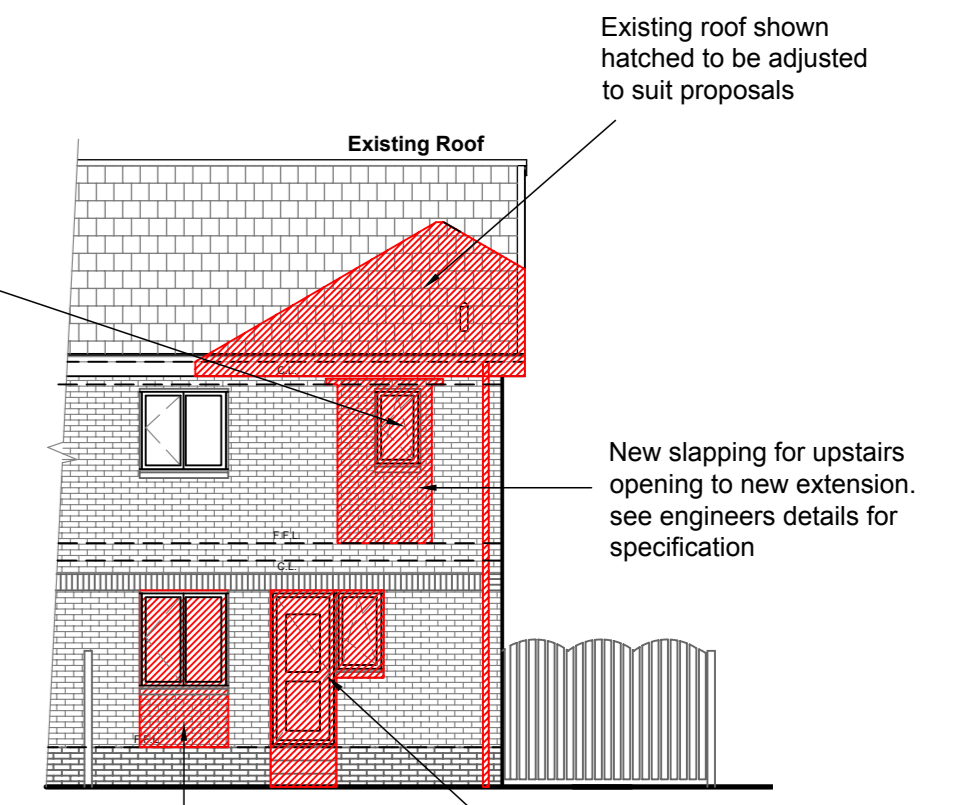 Existing roof shown
hatched to be adjusted
to suit proposals
Existing Roof
C.L.
New slapping for upstairs
opening to new extension.
see engineers details for
specification
F.F.L.
C.L.
F.F.L.